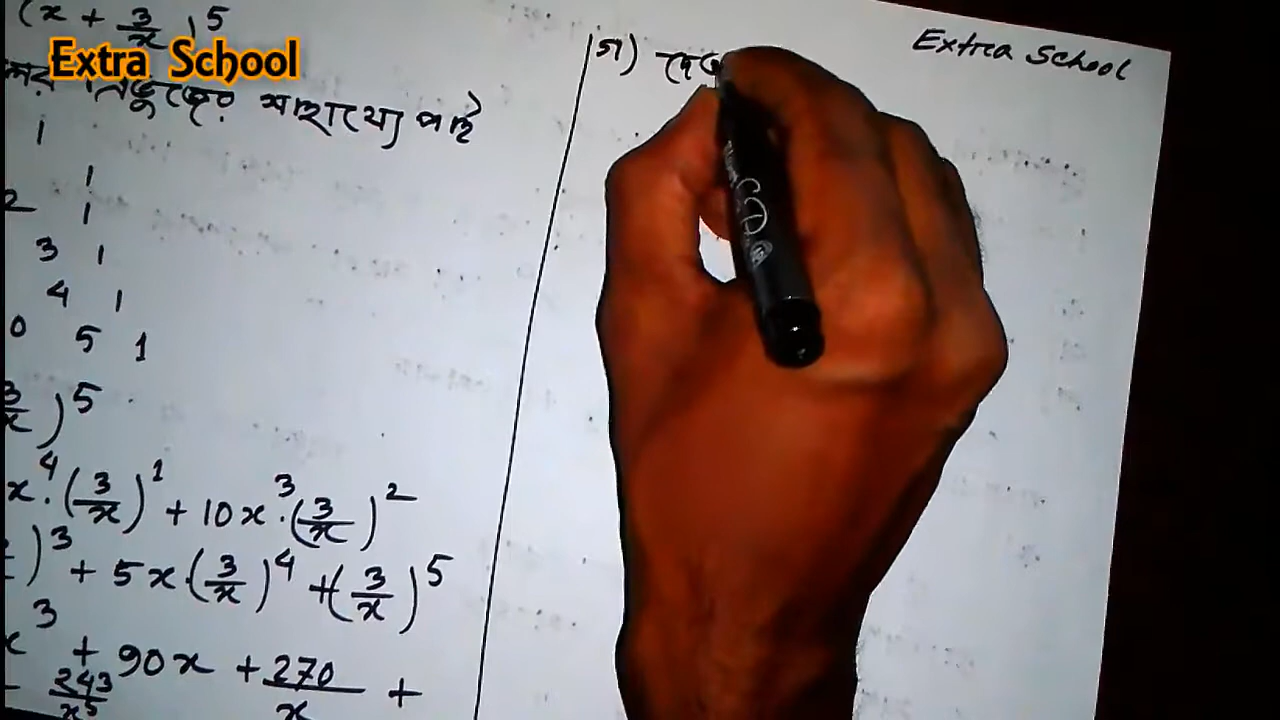 (x + 3/x)^5
Extra School
ত্রিভুজের সাহায্যে পাই
1
1
2 1
3 1
4 1
0 5 1
3/x)^5
x^4·(3/x)^1 + 10x^3·(3/x)^2
)^3 + 5x·(3/x)^4 + (3/x)^5
x^3 + 90x + 270/x +
243/x^5
Extra School
গ) দেও